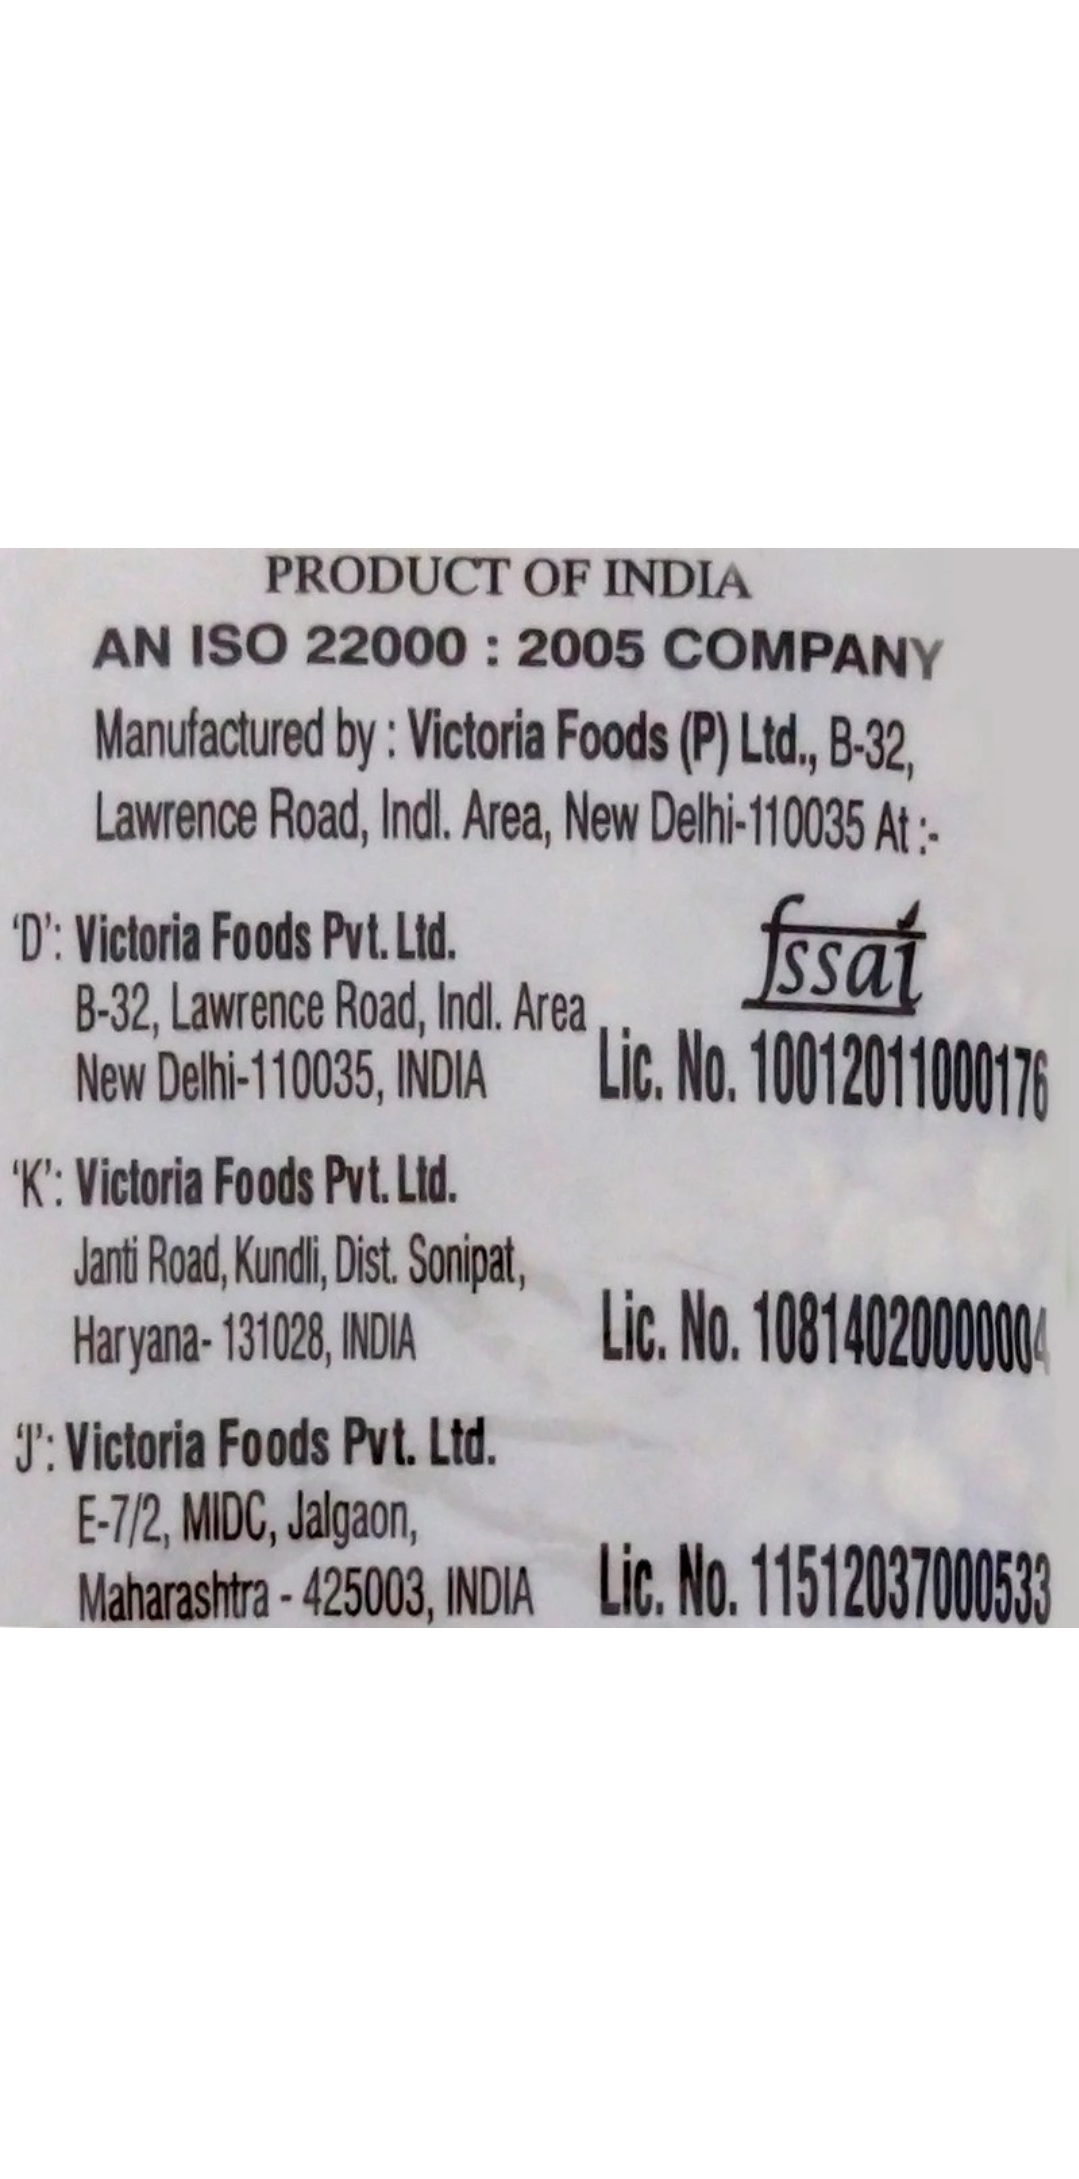 PRODUCT OF INDIA
AN ISO 22000 : 2005 COMPANY
Manufactured by : Victoria Foods (P) Ltd., B-32,
Lawrence Road, Indl. Area, New Delhi-110035 At :-
'D': Victoria Foods Pvt. Ltd.
B-32, Lawrence Road, Indl. Area
New Delhi-110035, INDIA
fssai
Lic. No. 10012011000176
'K': Victoria Foods Pvt. Ltd.
Janti Road, Kundli, Dist. Sonipat,
Haryana- 131028, INDIA
Lic. No. 10814020000004
'J': Victoria Foods Pvt. Ltd.
E-7/2, MIDC, Jalgaon,
Maharashtra - 425003, INDIA
Lic. No. 11512037000533